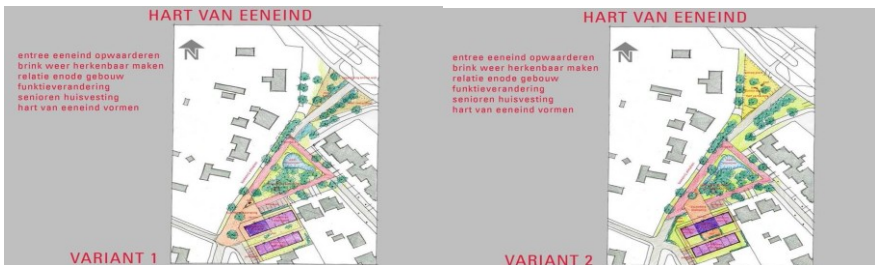 HART VAN EENEIND
entree eeneind opwaarderen
brink weer herkenbaar maken
relatie enode gebouw
funktieverandering
senioren huisvesting
hart van eeneind vormen
N
VARIANT 1
HART VAN EENEIND
entree eeneind opwaarderen
brink weer herkenbaar maken
relatie enode gebouw
funktieverandering
senioren huisvesting
hart van eeneind vormen
N
VARIANT 2